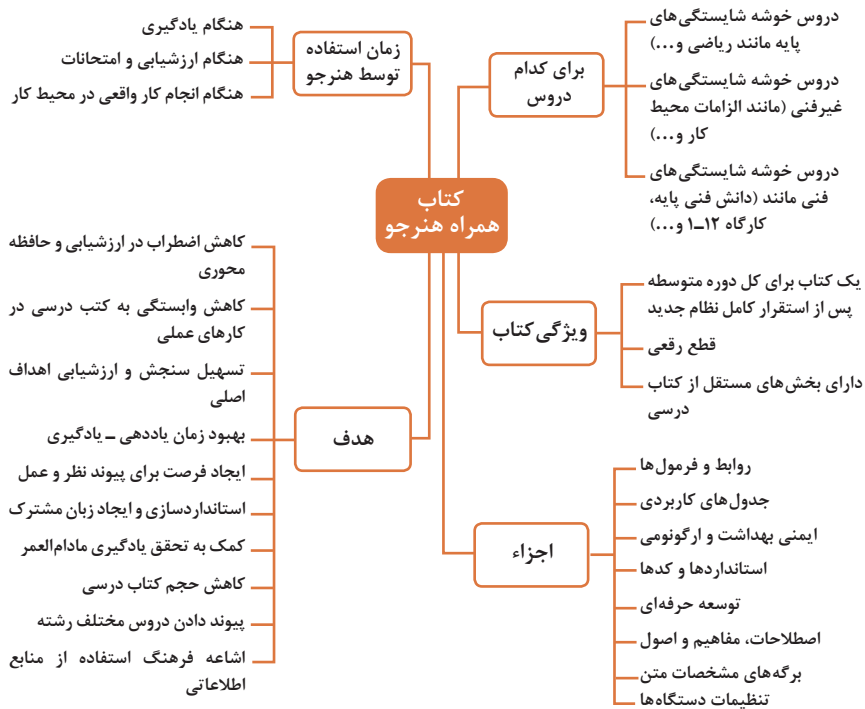 کتاب
همراه هنرجو
برای کدام
دروس
دروس خوشه شایستگی‌های
پایه مانند ریاضی و...)
دروس خوشه شایستگی‌های
غیرفنی (مانند الزامات محیط
کار و...)
دروس خوشه شایستگی‌های
فنی مانند (دانش فنی پایه،
کارگاه ۱۲ــ۱ و...)
ویژگی کتاب
یک کتاب برای کل دوره متوسطه
پس از استقرار کامل نظام جدید
قطع رقعی
دارای بخش‌های مستقل از کتاب
درسی
اجزاء
روابط و فرمول‌ها
جدول‌های کاربردی
ایمنی بهداشت و ارگونومی
استانداردها و کدها
توسعه حرفه‌ای
اصطلاحات، مفاهیم و اصول
برگه‌های مشخصات متن
تنظیمات دستگاه‌ها
زمان استفاده
توسط هنرجو
هنگام یادگیری
هنگام ارزشیابی و امتحانات
هنگام انجام کار واقعی در محیط کار
هدف
کاهش اضطراب در ارزشیابی و حافظه
محوری
کاهش وابستگی به کتب درسی در
کارهای عملی
تسهیل سنجش و ارزشیابی اهداف
اصلی
بهبود زمان یاددهی ــ یادگیری
ایجاد فرصت برای پیوند نظر و عمل
استانداردسازی و ایجاد زبان مشترک
کمک به تحقق یادگیری مادام‌العمر
کاهش حجم کتاب درسی
پیوند دادن دروس مختلف رشته
اشاعه فرهنگ استفاده از منابع
اطلاعاتی